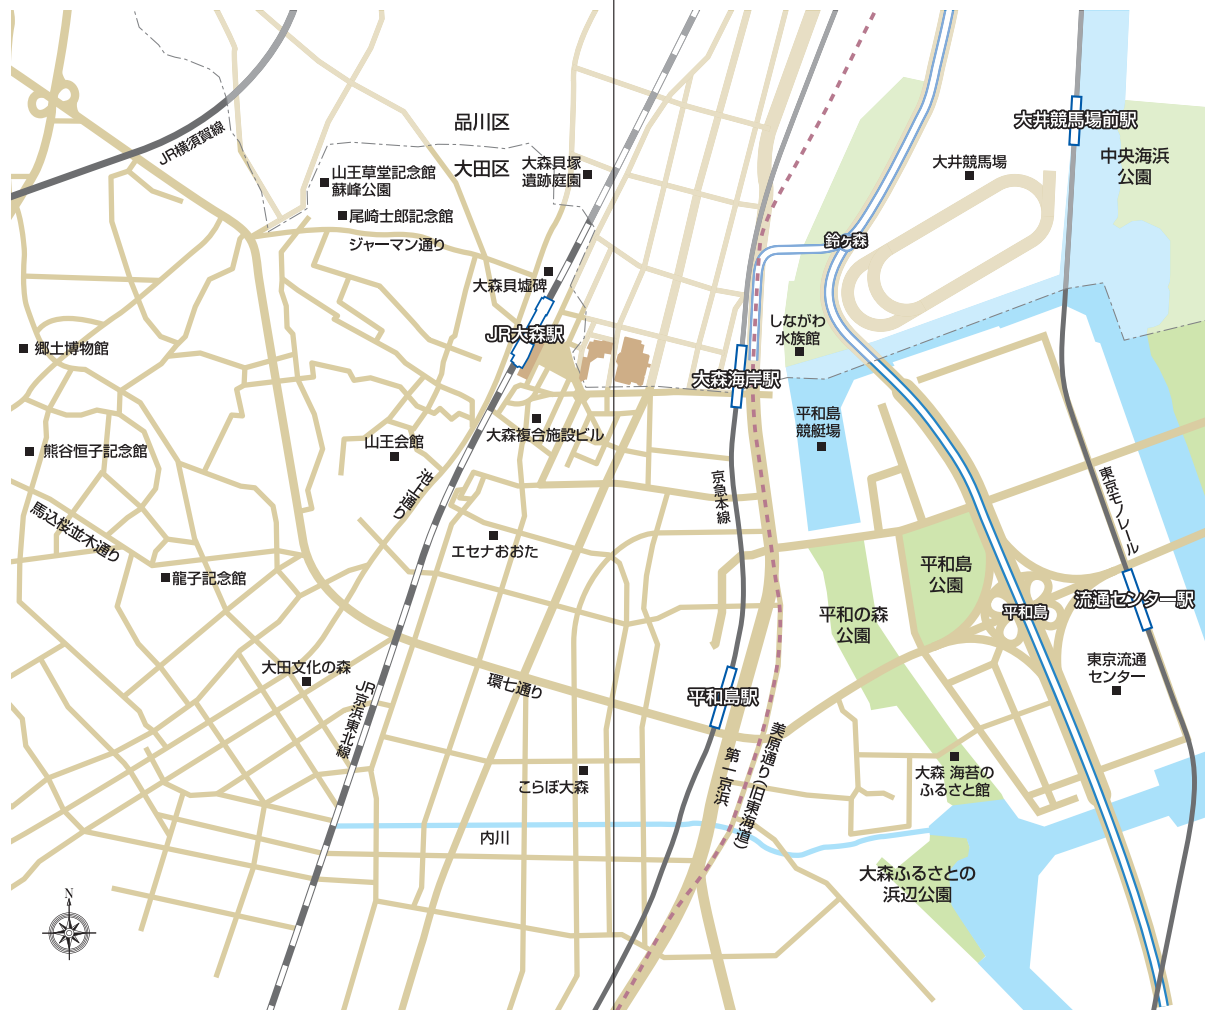 品川区
大田区
JR横須賀線
山王草堂記念館
蘇峰公園
大森貝塚
遺跡庭園
尾崎士郎記念館
ジャーマン通り
大森貝墟碑
JR大森駅
郷土博物館
熊谷恒子記念館
馬込桜並木通り
龍子記念館
山王会館
池上通り
大森複合施設ビル
エセナおおた
大田文化の森
JR京浜東北線
環七通り
こらぼ大森
内川
N
大井競馬場前駅
中央海浜
公園
大井競馬場
鈴ヶ森
しながわ
水族館
大森海岸駅
平和島
競艇場
京急本線
東京モノレール
平和島
公園
平和の森
公園
平和島
流通センター駅
東京流通
センター
平和島駅
美原通り(旧東海道)
第一京浜
大森 海苔の
ふるさと館
大森ふるさとの
浜辺公園